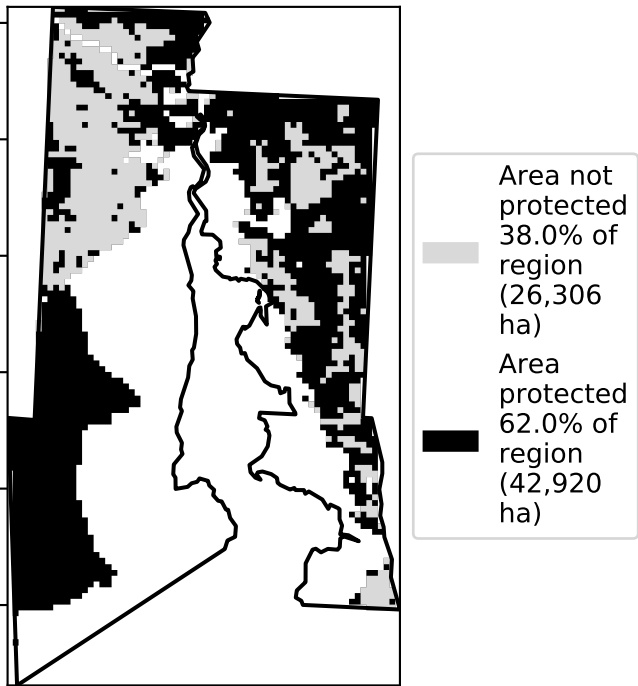 Area not
protected
38.0% of
region
(26,306
ha)
Area
protected
62.0% of
region
(42,920
ha)